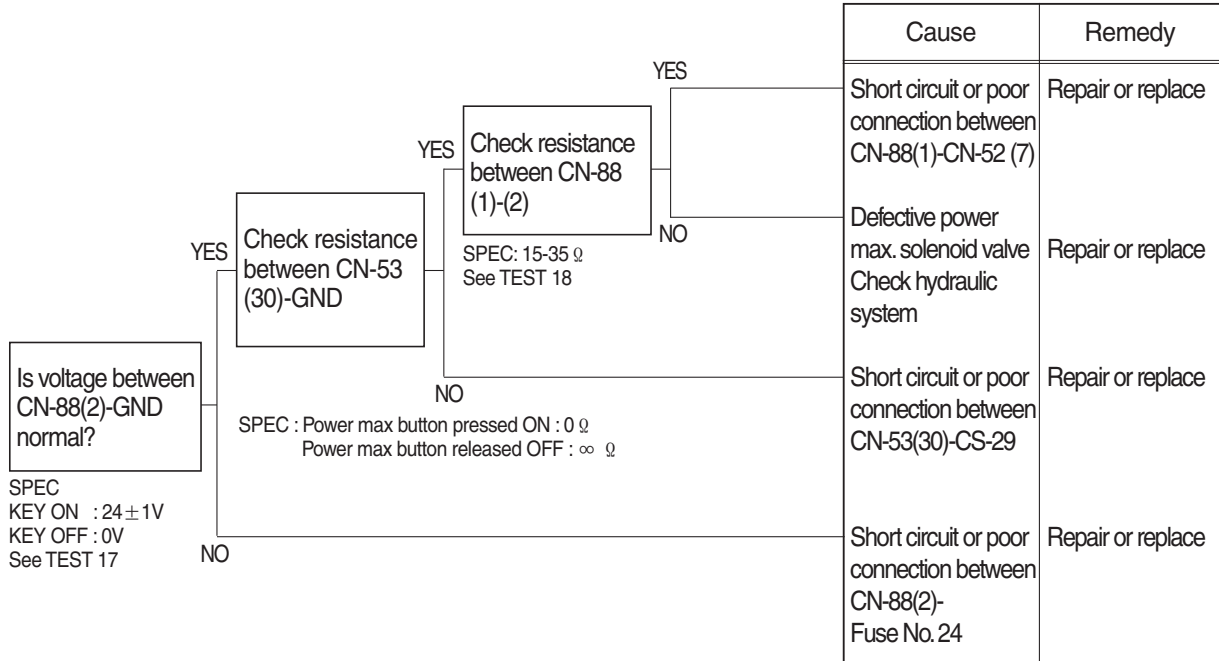 Cause
Remedy
YES
Short circuit or poor
connection between
CN-88(1)-CN-52 (7)
Repair or replace
YES
Check resistance
between CN-88
(1)-(2)
SPEC: 15-35 Ω
See TEST 18
NO
Defective power
max. solenoid valve
Check hydraulic
system
Repair or replace
YES
Check resistance
between CN-53
(30)-GND
NO
SPEC : Power max button pressed ON : 0 Ω
Power max button released OFF : ∞ Ω
Short circuit or poor
connection between
CN-53(30)-CS-29
Repair or replace
Is voltage between
CN-88(2)-GND
normal?
SPEC
KEY ON : 24±1V
KEY OFF : 0V
See TEST 17
NO
Short circuit or poor
connection between
CN-88(2)-
Fuse No. 24
Repair or replace